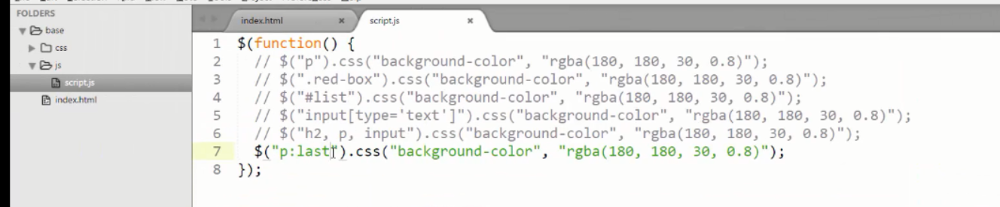 FOLDERS
base
css
js
script.js
index.html
index.html
script.js
1 $(function() {
2 // $("p").css("background-color", "rgba(180, 180, 30, 0.8)");
3 // $(".red-box").css("background-color", "rgba(180, 180, 30, 0.8)");
4 // $("#list").css("background-color", "rgba(180, 180, 30, 0.8)");
5 // $("input[type='text']").css("background-color", "rgba(180, 180, 30, 0.8)");
6 // $("h2, p, input").css("background-color", "rgba(180, 180, 30, 0.8)");
7 $("p:last").css("background-color", "rgba(180, 180, 30, 0.8)");
8 });